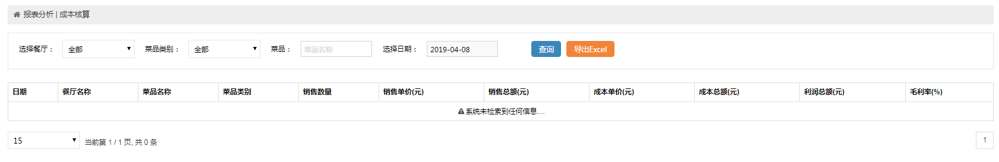 报表分析 | 成本核算
选择餐厅： 全部 菜品类别： 全部 菜品： 菜品名称 选择日期： 2019-04-08 查询 导出Excel
日期 餐厅名称 菜品名称 菜品类别 销售数量 销售单价(元) 销售总额(元) 成本单价(元) 成本总额(元) 利润总额(元) 毛利率(%)
系统未检索到任何信息....
15 当前第 1 / 1 页, 共 0 条 1